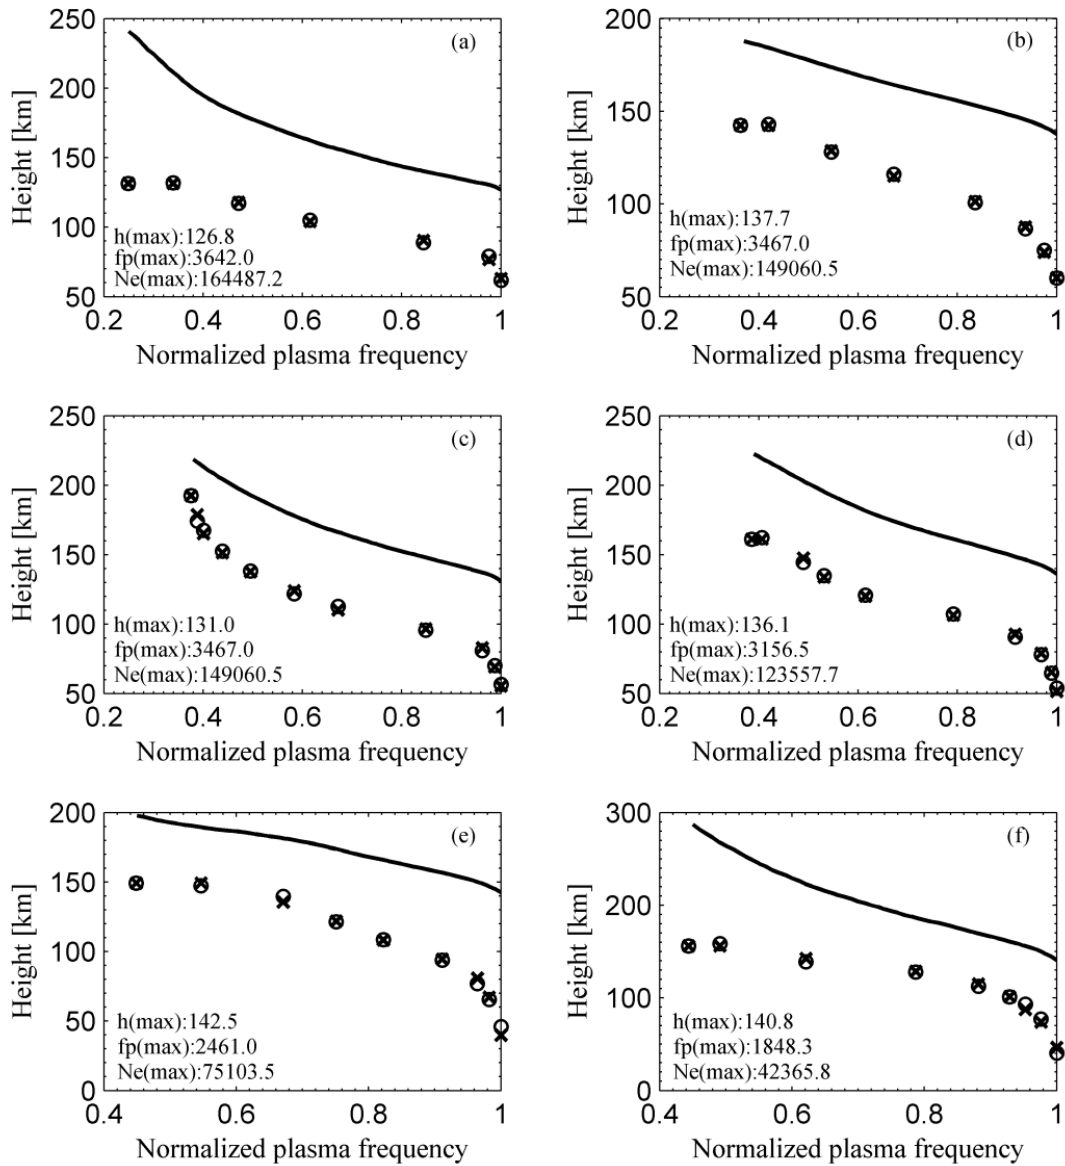 250
200
150
100
50
Height [km]
(a)
h(max):126.8
fp(max):3642.0
Ne(max):164487.2
0.2 0.4 0.6 0.8 1
Normalized plasma frequency
200
150
100
50
Height [km]
(b)
h(max):137.7
fp(max):3467.0
Ne(max):149060.5
0.2 0.4 0.6 0.8 1
Normalized plasma frequency
250
200
150
100
50
Height [km]
(c)
h(max):131.0
fp(max):3467.0
Ne(max):149060.5
0.2 0.4 0.6 0.8 1
Normalized plasma frequency
250
200
150
100
50
Height [km]
(d)
h(max):136.1
fp(max):3156.5
Ne(max):123557.7
0.2 0.4 0.6 0.8 1
Normalized plasma frequency
200
150
100
50
0
Height [km]
(e)
h(max):142.5
fp(max):2461.0
Ne(max):75103.5
0.4 0.6 0.8 1
Normalized plasma frequency
300
200
100
0
Height [km]
(f)
h(max):140.8
fp(max):1848.3
Ne(max):42365.8
0.4 0.6 0.8 1
Normalized plasma frequency